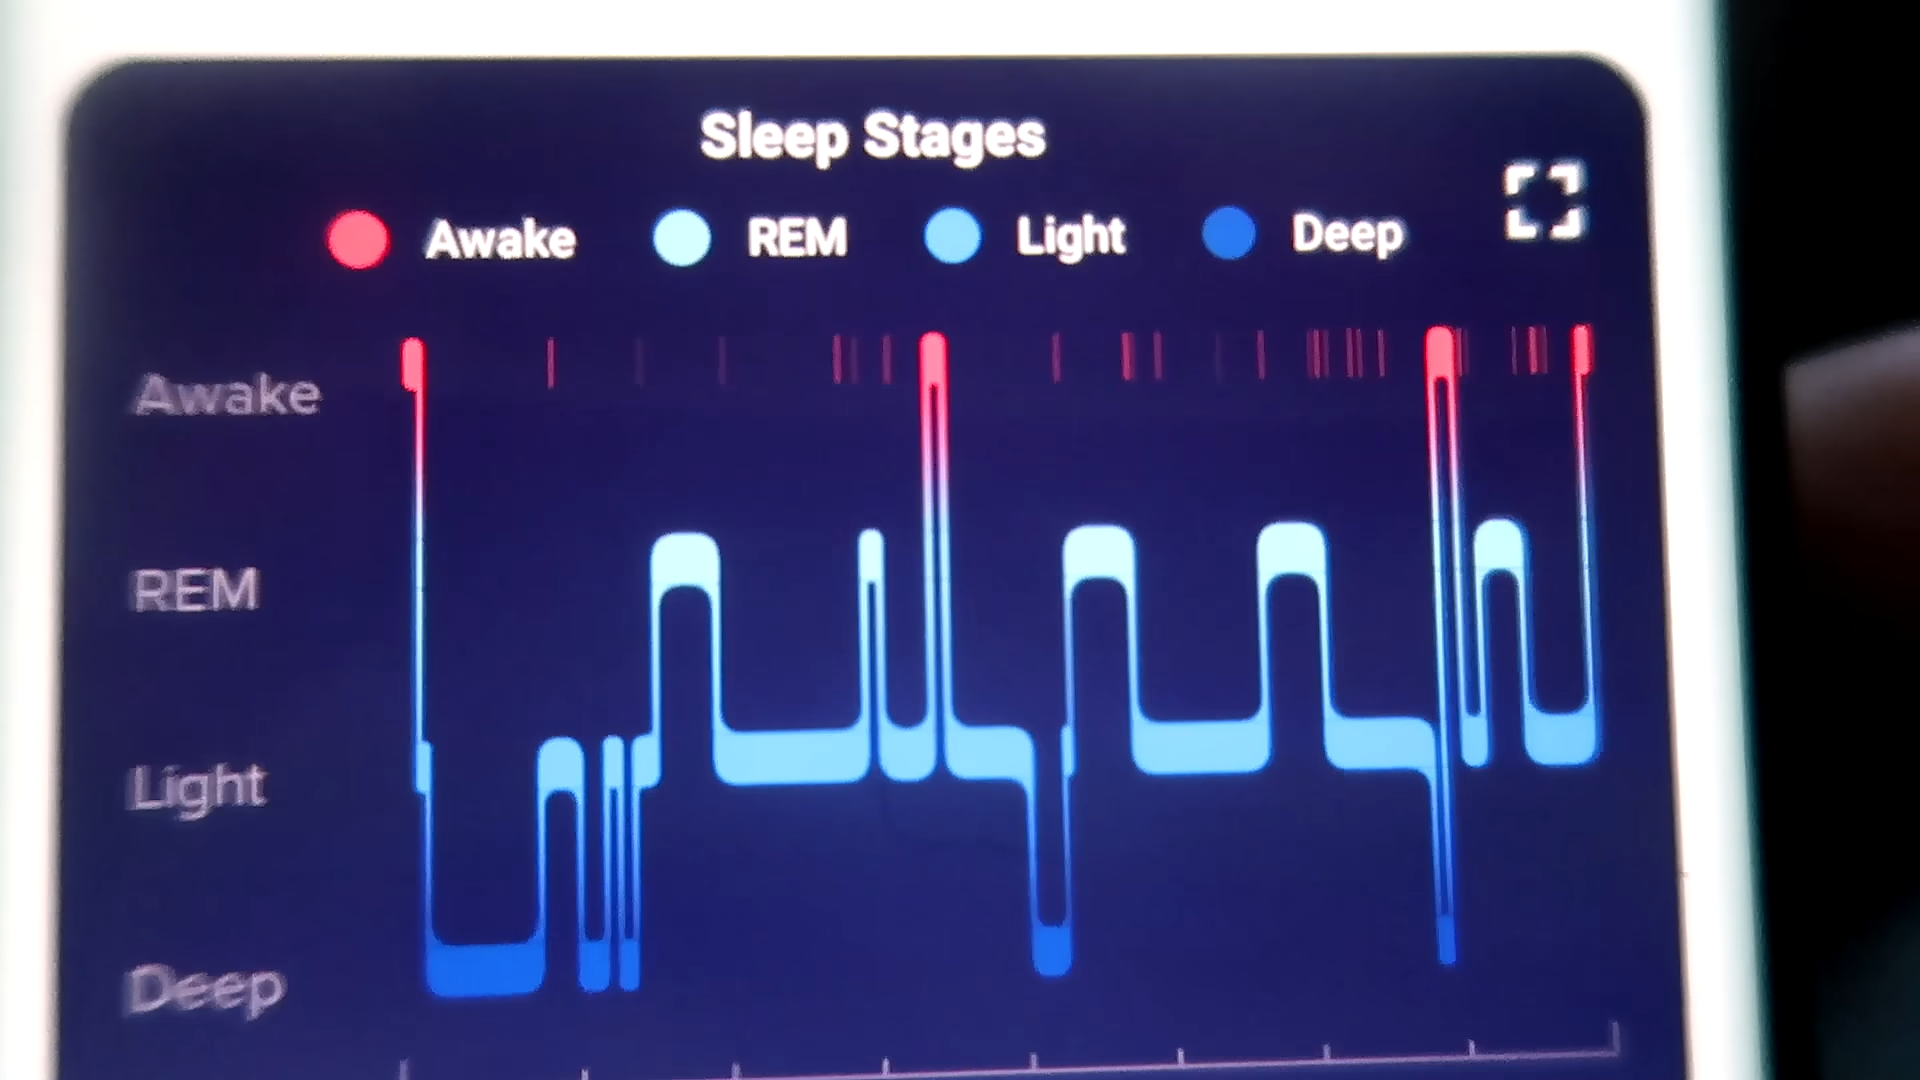 Sleep Stages
Awake REM Light Deep
Awake
REM
Light
Deep